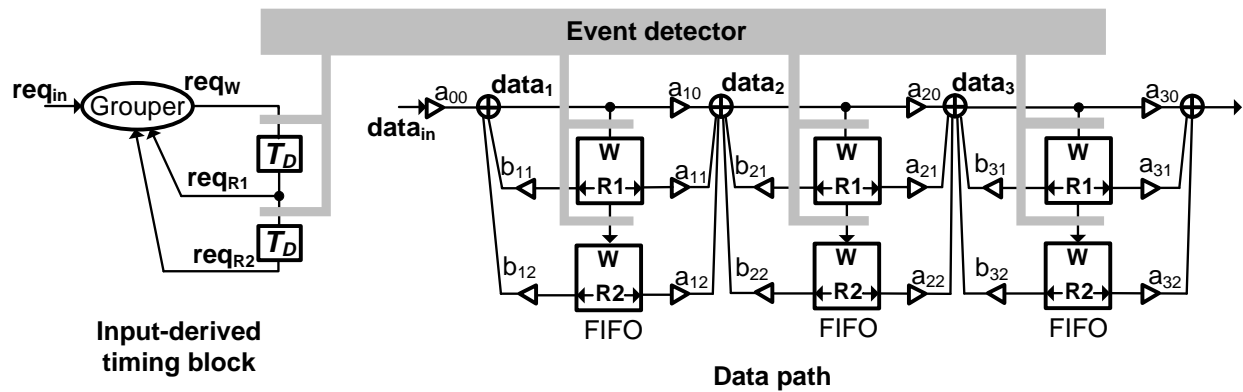 Event detector
req_in
Grouper
req_W
T_D
req_R1
T_D
req_R2
Input-derived
timing block
data_in
a_00
data_1
a_10
data_2
a_20
data_3
a_30
W
R1
b_11
a_11
W
R1
b_21
a_21
W
R1
b_31
a_31
W
R2
b_12
a_12
W
R2
b_22
a_22
W
R2
b_32
a_32
FIFO
FIFO
FIFO
Data path